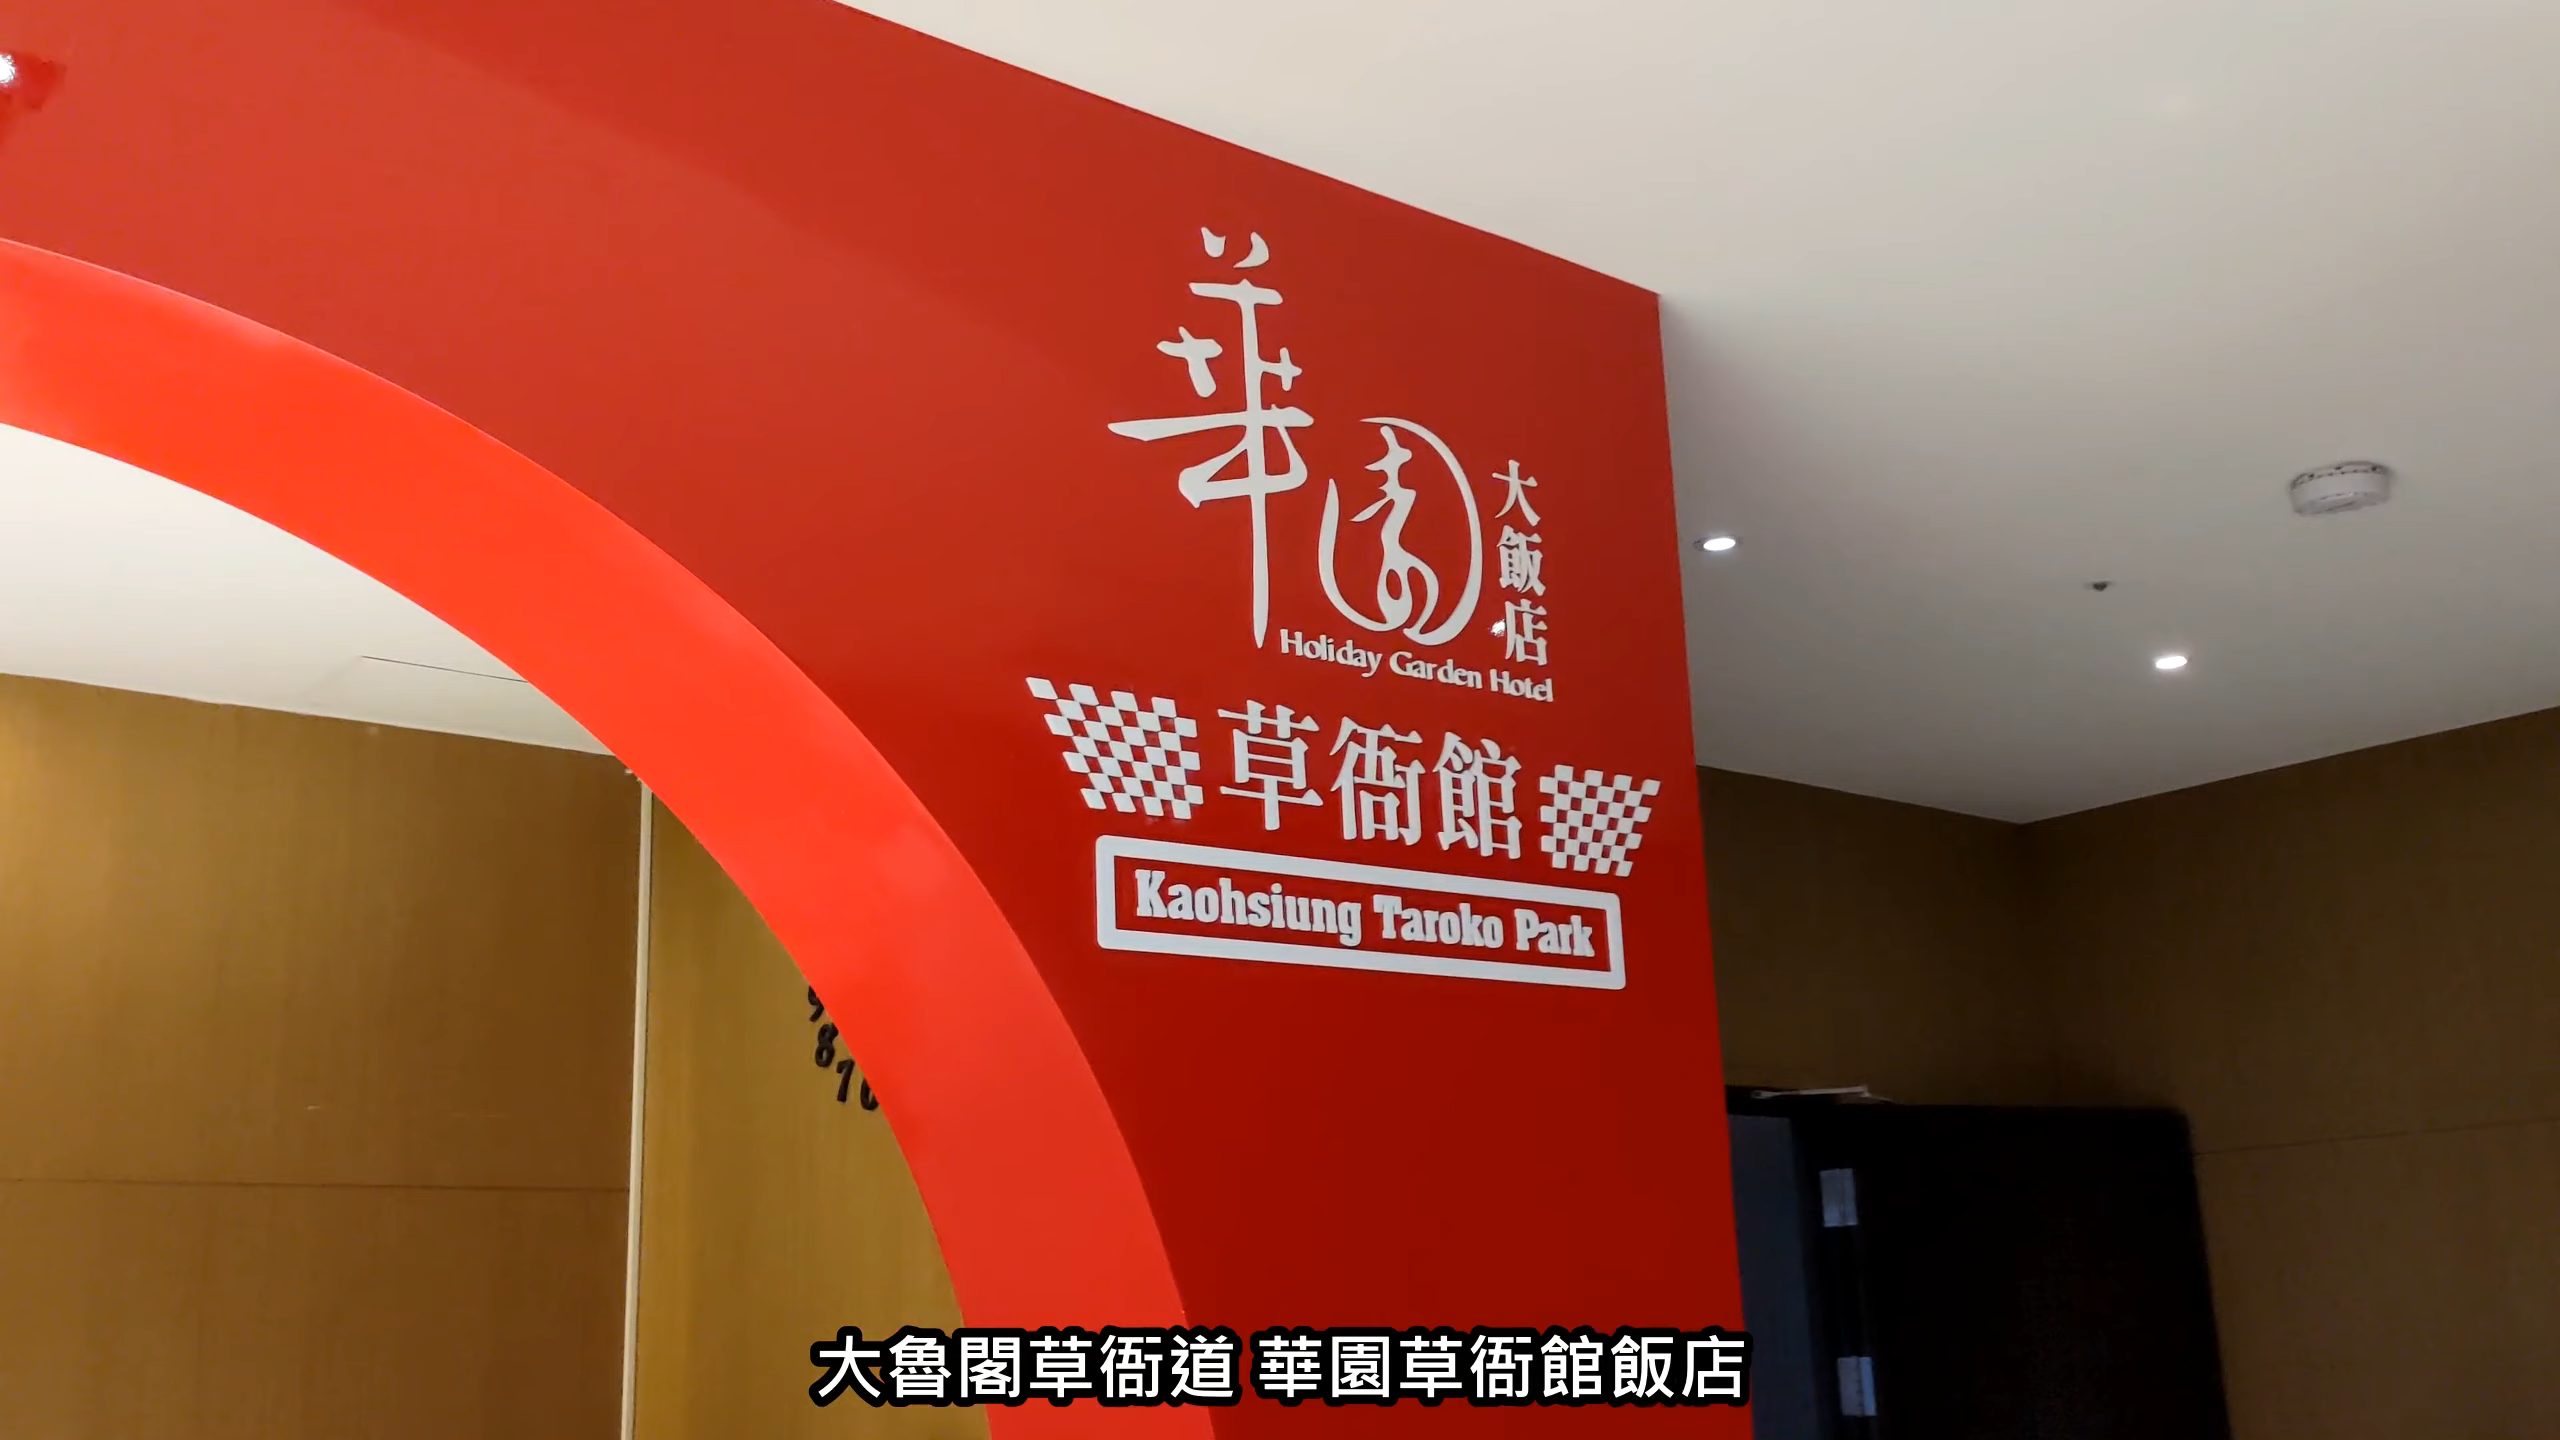 華園
大飯店
Holiday Garden Hotel
草衙館
Kaohsiung Taroko Park
大魯閣草衙道 華園草衙館飯店